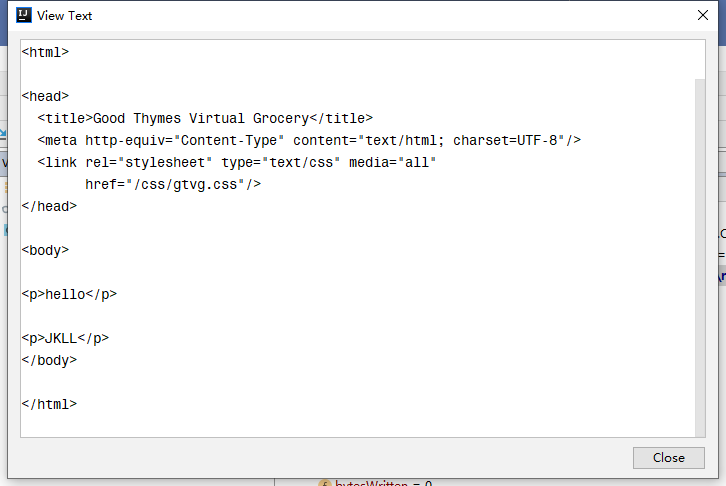 View Text
<html>
<head>
<title>Good Thymes Virtual Grocery</title>
<meta http-equiv="Content-Type" content="text/html; charset=UTF-8"/>
<link rel="stylesheet" type="text/css" media="all"
href="/css/gtvg.css"/>
</head>
<body>
<p>hello</p>
<p>JKLL</p>
</body>
</html>
Close
bytesWritten = 0